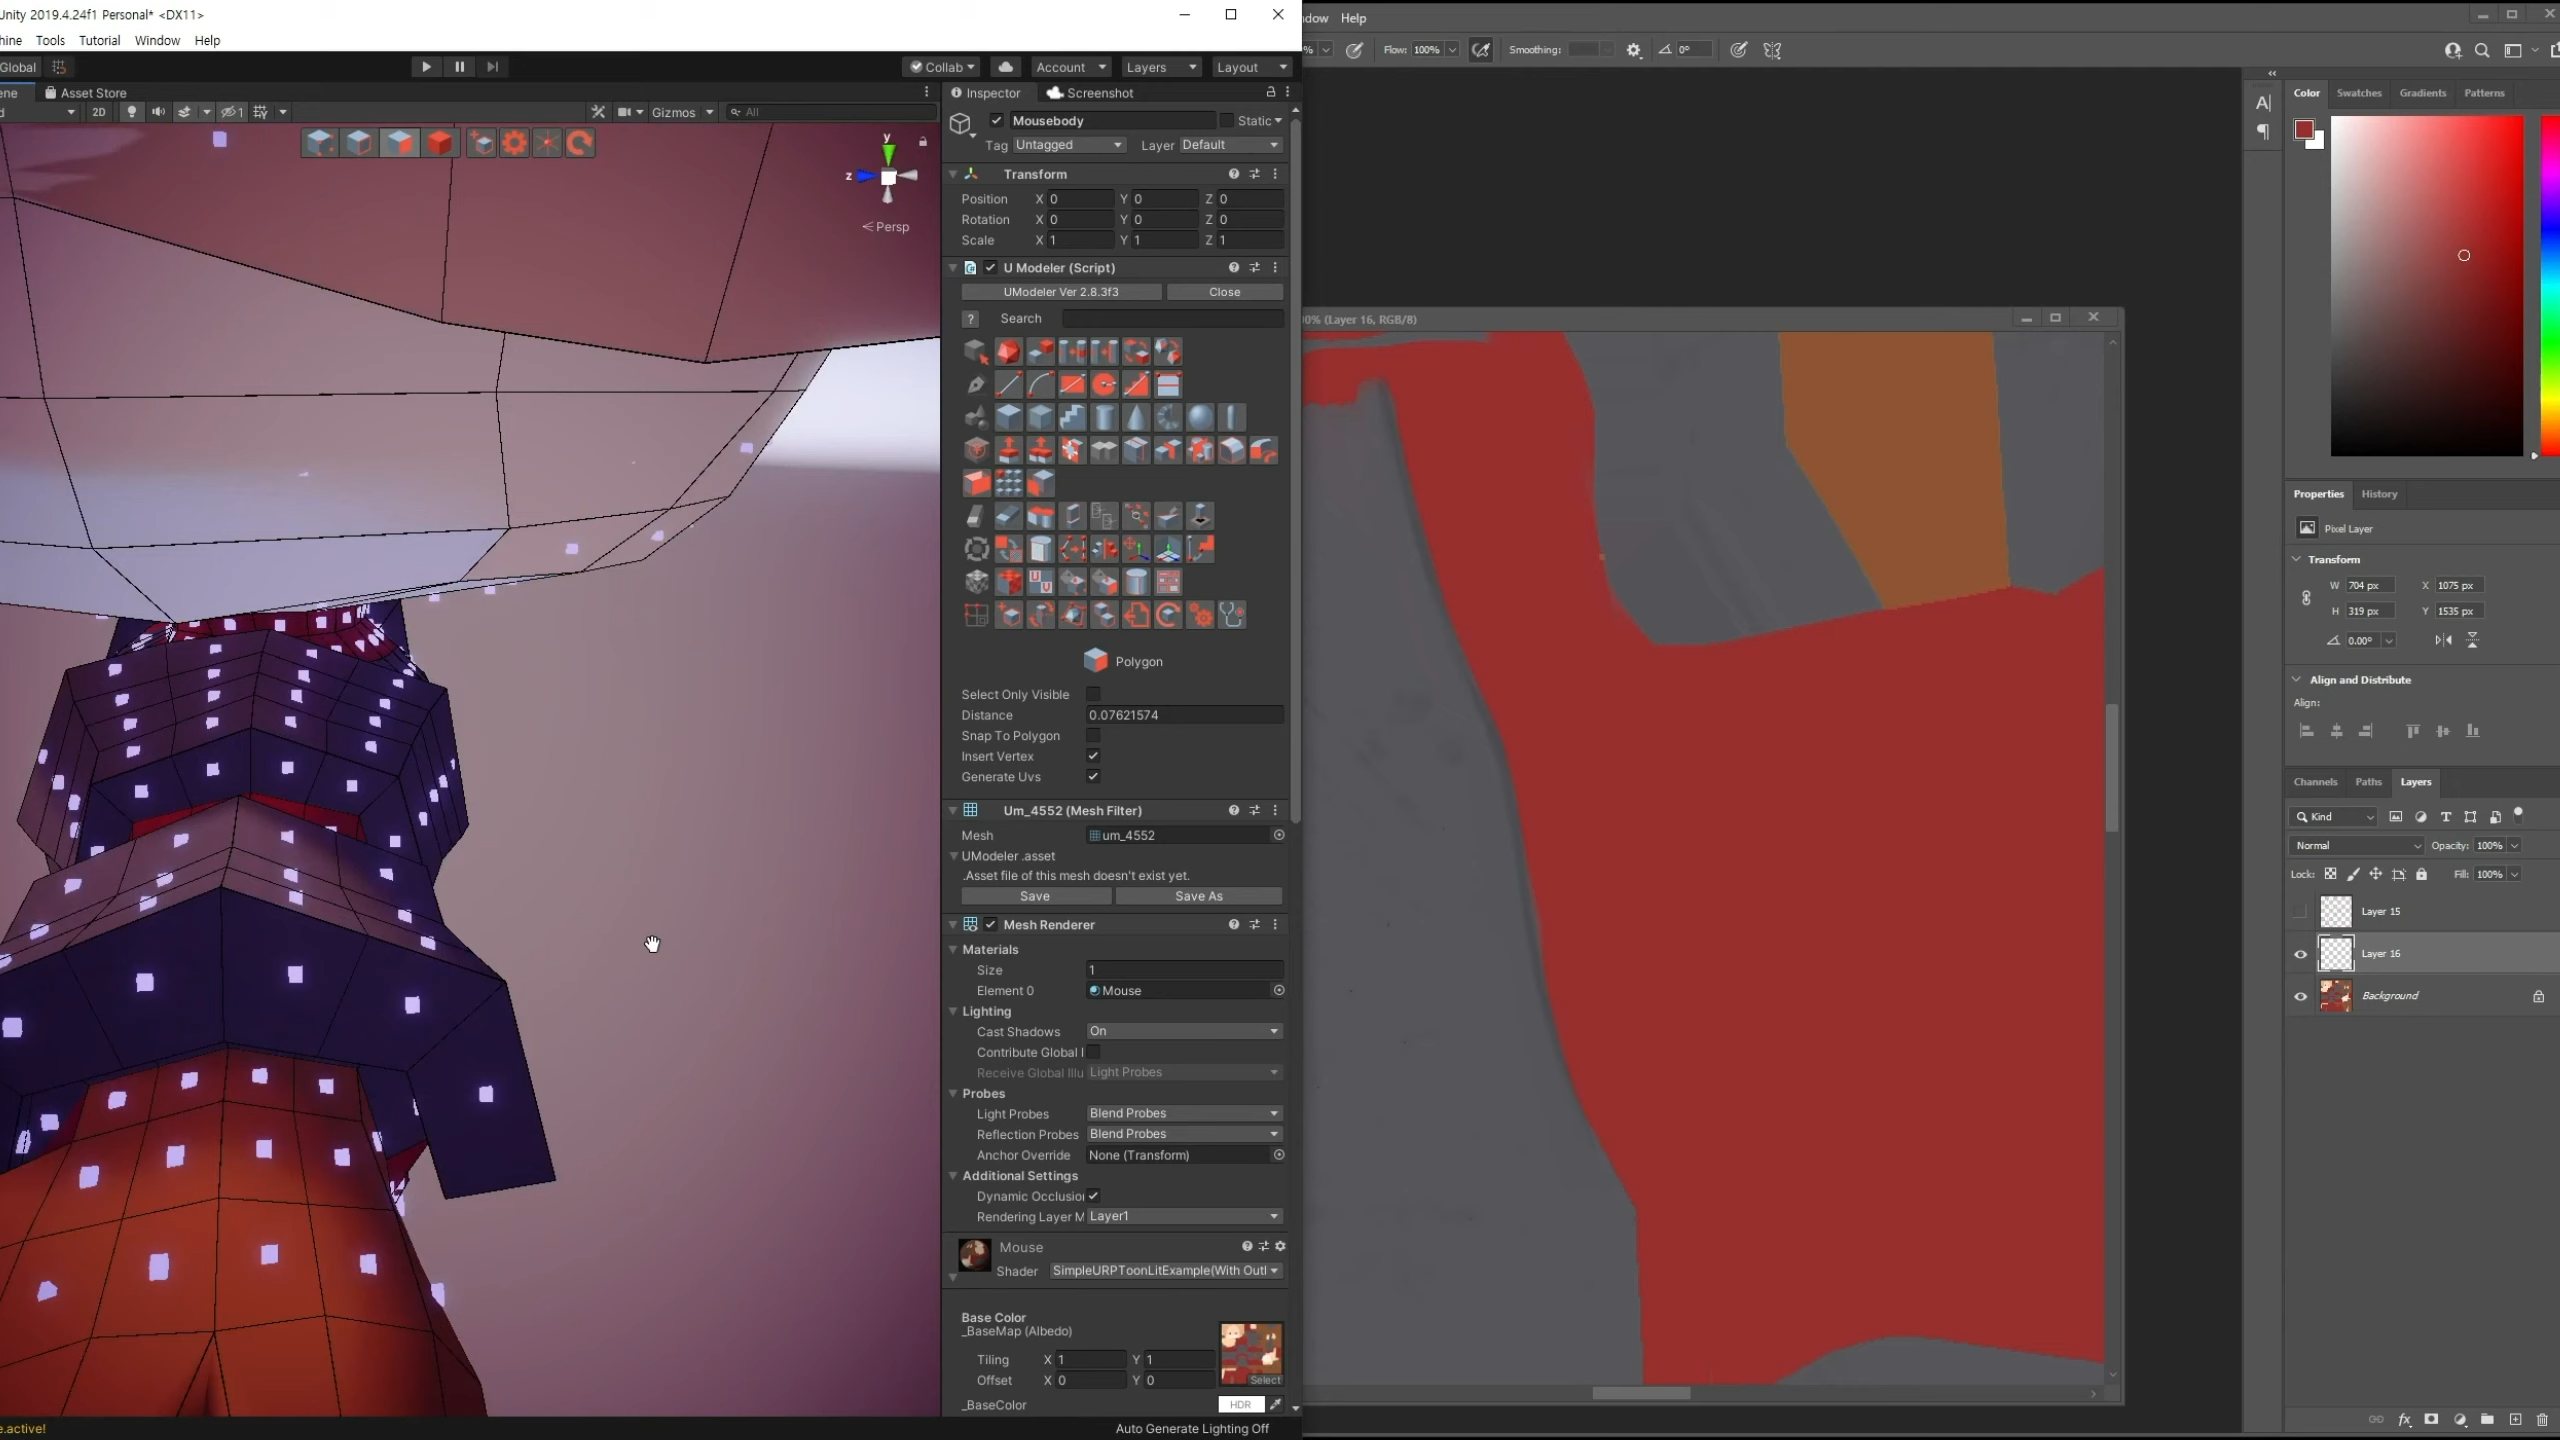 Unity 2019.4.24f1 Personal* <DX11>
hine Tools Tutorial Window Help
Global
Collab Account Layers Layout
ene Asset Store
d 2D 1 Gizmos All
y
z
Persp
e.active!
Inspector Screenshot
Mousebody Static
Tag Untagged Layer Default
Transform
Position X 0 Y 0 Z 0
Rotation X 0 Y 0 Z 0
Scale X 1 Y 1 Z 1
U Modeler (Script)
UModeler Ver 2.8.3f3 Close
? Search
Polygon
Select Only Visible
Distance 0.07621574
Snap To Polygon
Insert Vertex
Generate Uvs
Um_4552 (Mesh Filter)
Mesh um_4552
UModeler .asset
.Asset file of this mesh doesn't exist yet.
Save Save As
Mesh Renderer
Materials
Size 1
Element 0 Mouse
Lighting
Cast Shadows On
Contribute Global I
Receive Global Illu Light Probes
Probes
Light Probes Blend Probes
Reflection Probes Blend Probes
Anchor Override None (Transform)
Additional Settings
Dynamic Occlusion
Rendering Layer M Layer1
Mouse
Shader SimpleURPToonLitExample(With Outl
Base Color
_BaseMap (Albedo)
Tiling X 1 Y 1
Offset X 0 Y 0
Select
_BaseColor HDR
Auto Generate Lighting Off
ndow Help
% Flow: 100% Smoothing: 0°
0% (Layer 16, RGB/8)
A
Color Swatches Gradients Patterns
Properties History
Pixel Layer
Transform
W 704 px X 1075 px
H 319 px Y 1535 px
0.00°
Align and Distribute
Align:
Channels Paths Layers
Kind
Normal Opacity: 100%
Lock: Fill: 100%
Layer 15
Layer 16
Background
fx